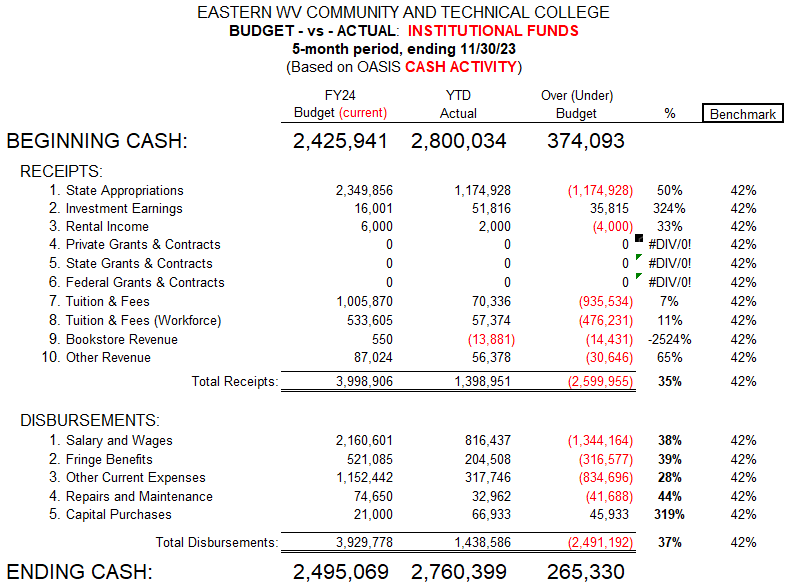 EASTERN WV COMMUNITY AND TECHNICAL COLLEGE
BUDGET - vs - ACTUAL: INSTITUTIONAL FUNDS
5-month period, ending 11/30/23
(Based on OASIS CASH ACTIVITY)
FY24 YTD Over (Under)
Budget (current) Actual Budget % Benchmark
BEGINNING CASH: 2,425,941 2,800,034 374,093
RECEIPTS:
1. State Appropriations 2,349,856 1,174,928 (1,174,928) 50% 42%
2. Investment Earnings 16,001 51,816 35,815 324% 42%
3. Rental Income 6,000 2,000 (4,000) 33% 42%
4. Private Grants & Contracts 0 0 0 #DIV/0! 42%
5. State Grants & Contracts 0 0 0 #DIV/0! 42%
6. Federal Grants & Contracts 0 0 0 #DIV/0! 42%
7. Tuition & Fees 1,005,870 70,336 (935,534) 7% 42%
8. Tuition & Fees (Workforce) 533,605 57,374 (476,231) 11% 42%
9. Bookstore Revenue 550 (13,881) (14,431) -2524% 42%
10. Other Revenue 87,024 56,378 (30,646) 65% 42%
Total Receipts: 3,998,906 1,398,951 (2,599,955) 35% 42%
DISBURSEMENTS:
1. Salary and Wages 2,160,601 816,437 (1,344,164) 38% 42%
2. Fringe Benefits 521,085 204,508 (316,577) 39% 42%
3. Other Current Expenses 1,152,442 317,746 (834,696) 28% 42%
4. Repairs and Maintenance 74,650 32,962 (41,688) 44% 42%
5. Capital Purchases 21,000 66,933 45,933 319% 42%
Total Disbursements: 3,929,778 1,438,586 (2,491,192) 37% 42%
ENDING CASH: 2,495,069 2,760,399 265,330